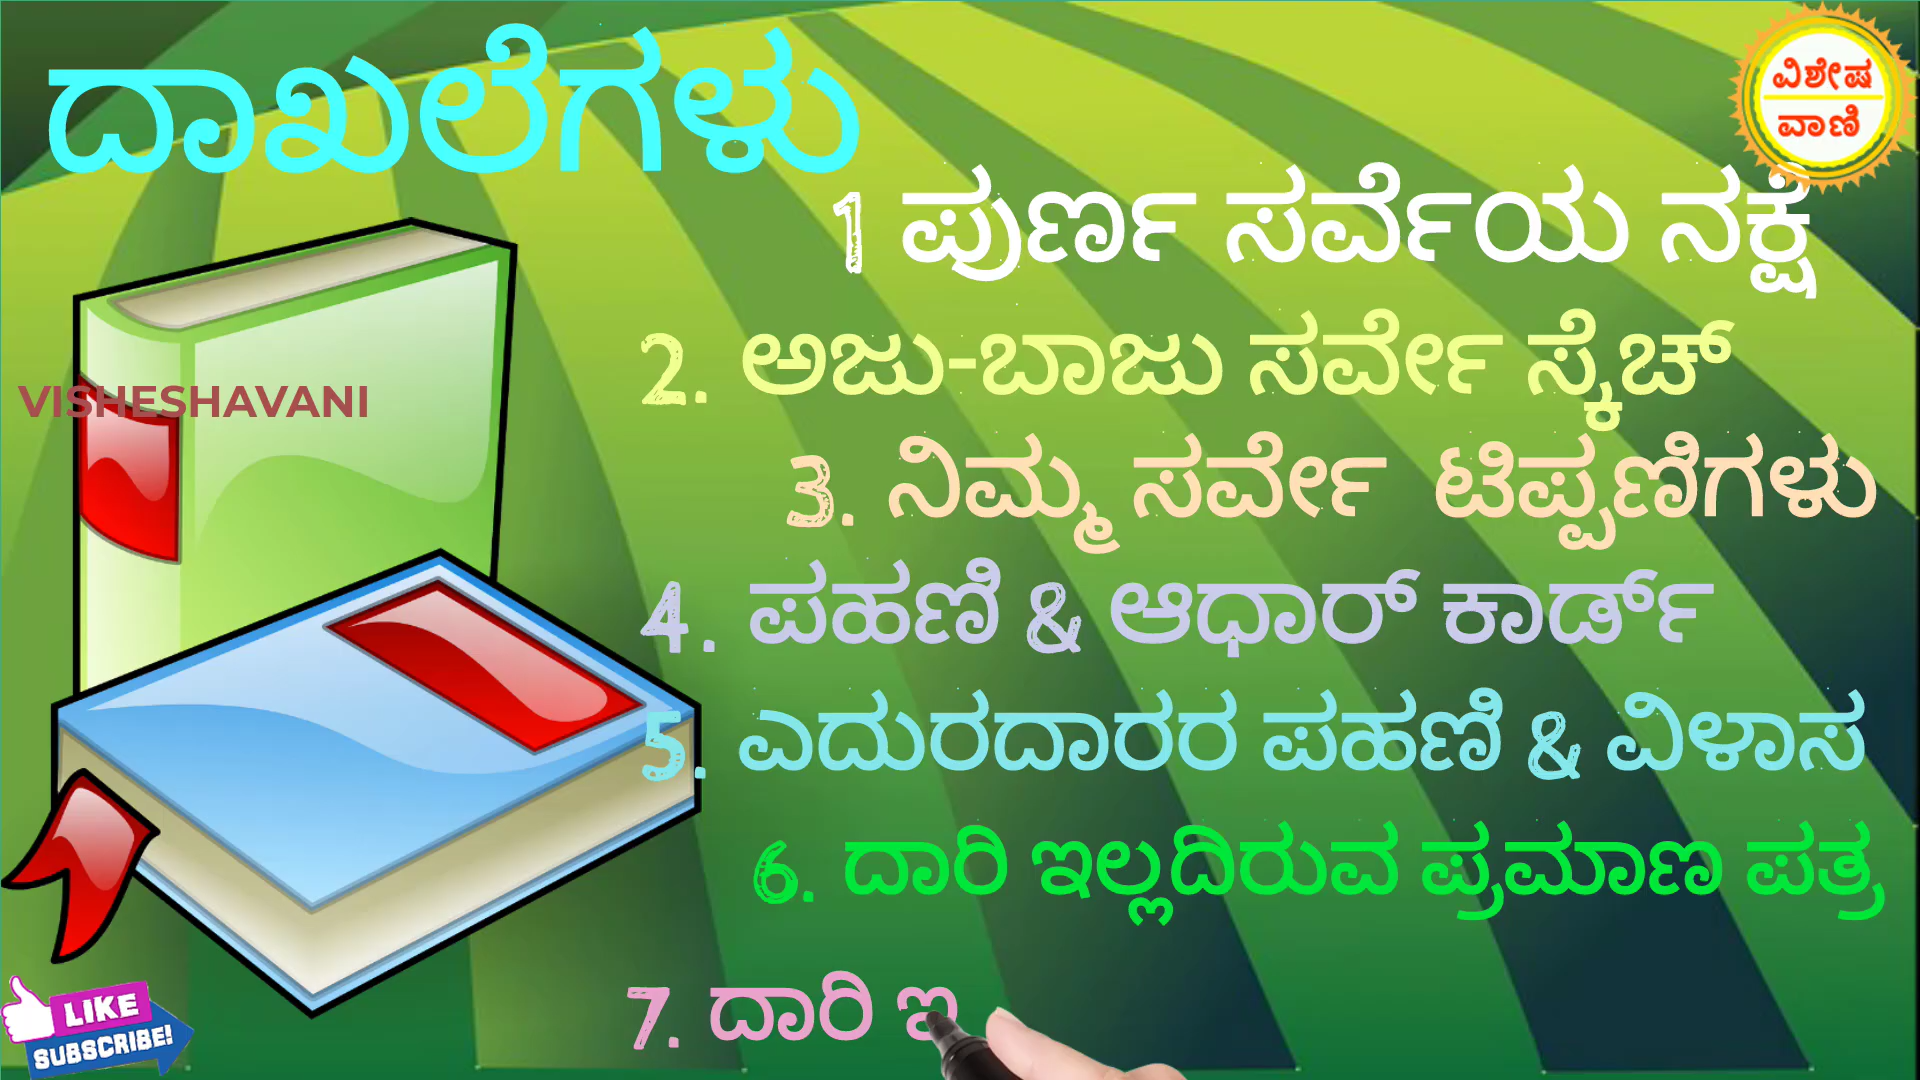 ದಾಖಲೆಗಳು
ವಿಶೇಷ
ವಾಣಿ
1 ಪುರ್ಣ ಸರ್ವೆಯ ನಕ್ಷೆ
2. ಅಜು-ಬಾಜು ಸರ್ವೇ ಸ್ಕೆಚ್
VISHESHAVANI
3. ನಿಮ್ಮ ಸರ್ವೇ ಟಿಪ್ಪಣಿಗಳು
4. ಪಹಣಿ & ಆಧಾರ್ ಕಾರ್ಡ್
5. ಎದುರದಾರರ ಪಹಣಿ & ವಿಳಾಸ
6. ದಾರಿ ಇಲ್ಲದಿರುವ ಪ್ರಮಾಣ ಪತ್ರ
7. ದಾರಿ ಇ
LIKE
SUBSCRIBE!